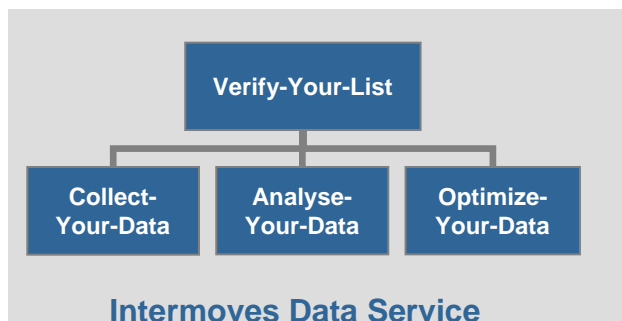 Verify-Your-List
Collect-
Your-Data
Analyse-
Your-Data
Optimize-
Your-Data
Intermoves Data Service